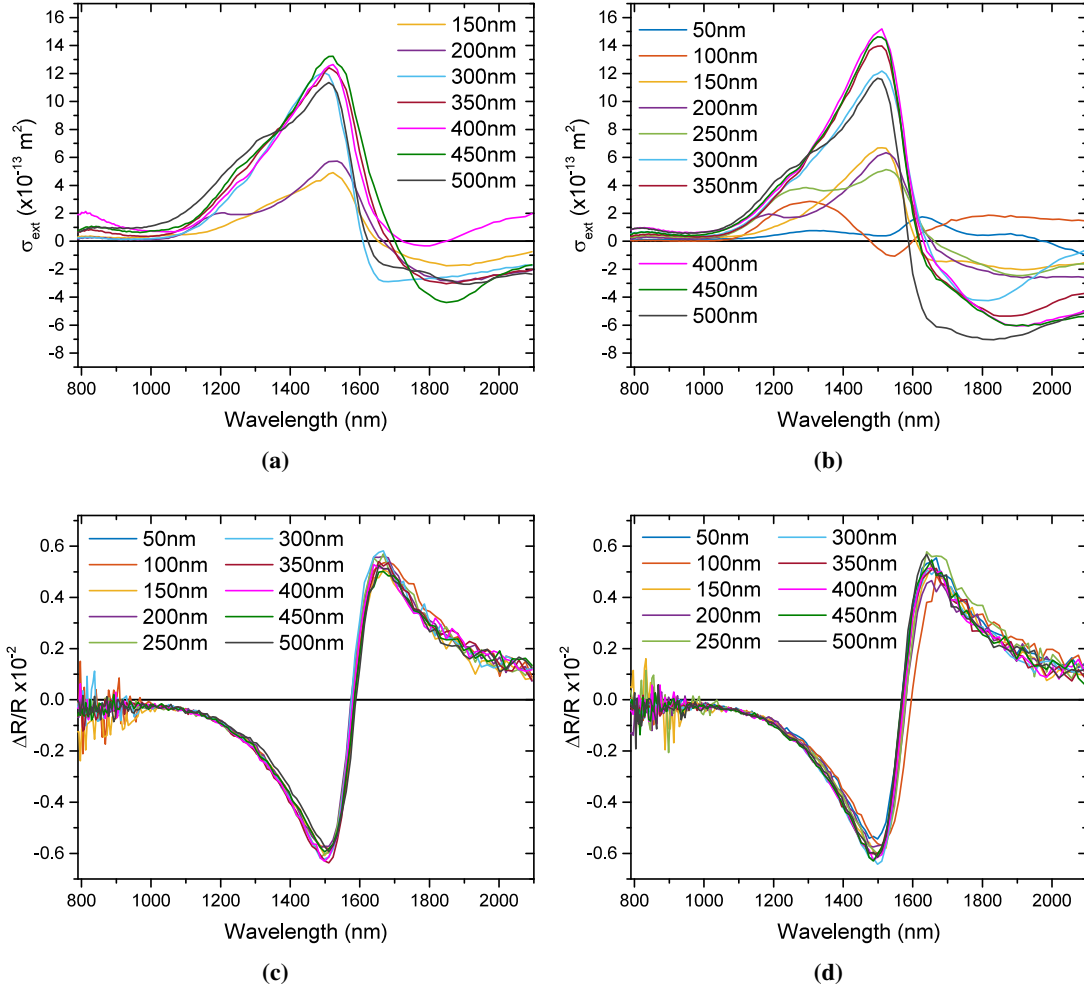 16
14
12
10
8
6
4
2
0
-2
-4
-6
-8
σext (x10⁻¹³ m²)
150nm
200nm
300nm
350nm
400nm
450nm
500nm
800 1000 1200 1400 1600 1800 2000
Wavelength (nm)
(a)
16
14
12
10
8
6
4
2
0
-2
-4
-6
-8
σext (x10⁻¹³ m²)
50nm
100nm
150nm
200nm
250nm
300nm
350nm
400nm
450nm
500nm
800 1000 1200 1400 1600 1800 2000
Wavelength (nm)
(b)
0.6
0.4
0.2
0.0
-0.2
-0.4
-0.6
ΔR/R x10⁻²
50nm 300nm
100nm 350nm
150nm 400nm
200nm 450nm
250nm 500nm
800 1000 1200 1400 1600 1800 2000
Wavelength (nm)
(c)
0.6
0.4
0.2
0.0
-0.2
-0.4
-0.6
ΔR/R x10⁻²
50nm 300nm
100nm 350nm
150nm 400nm
200nm 450nm
250nm 500nm
800 1000 1200 1400 1600 1800 2000
Wavelength (nm)
(d)